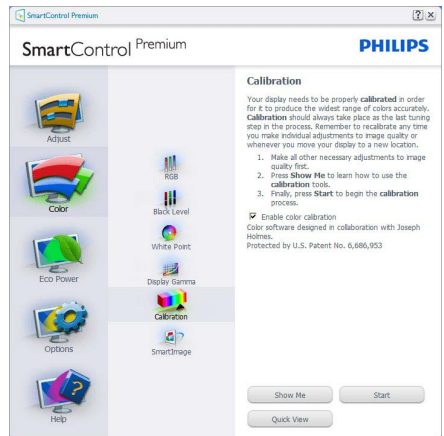 SmartControl Premium
SmartControl Premium
PHILIPS
Adjust
Color
Eco Power
Options
Help
RGB
Black Level
White Point
Display Gamma
Calibration
SmartImage
Calibration
Your display needs to be properly calibrated in order
for it to produce the widest range of colors accurately.
Calibration should always take place as the last tuning
step in the process. Remember to recalibrate any time
you make individual adjustments to image quality or
whenever you move your display to a new location.
1. Make all other necessary adjustments to image
quality first.
2. Press Show Me to learn how to use the
calibration tools.
3. Finally, press Start to begin the calibration
process.
Enable color calibration
Color software designed in collaboration with Joseph
Holmes.
Protected by U.S. Patent No. 6,686,953
Show Me
Start
Quick View